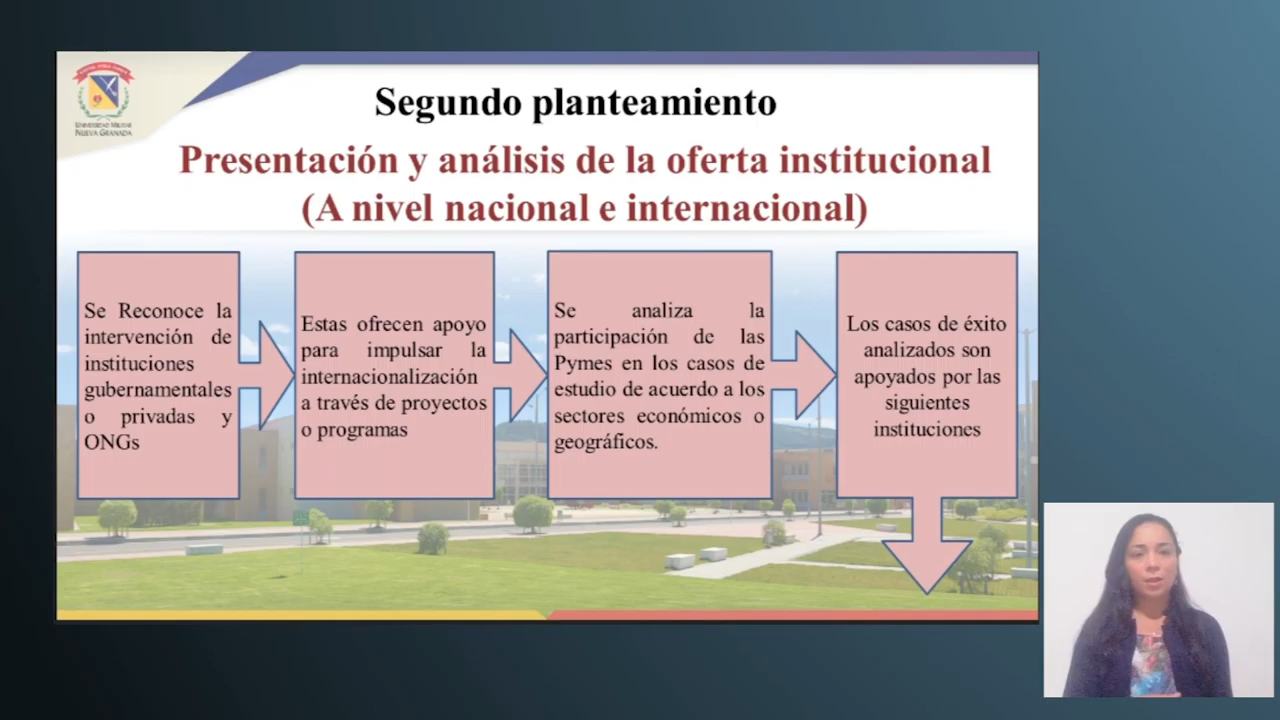 UNIVERSIDAD MILITAR
NUEVA GRANADA
Segundo planteamiento
Presentación y análisis de la oferta institucional
(A nivel nacional e internacional)
Se Reconoce la
intervención de
instituciones
gubernamentales
o privadas y
ONGs
Estas ofrecen apoyo
para impulsar la
internacionalización
a través de proyectos
o programas
Se analiza la
participación de las
Pymes en los casos de
estudio de acuerdo a los
sectores económicos o
geográficos.
Los casos de éxito
analizados son
apoyados por las
siguientes
instituciones